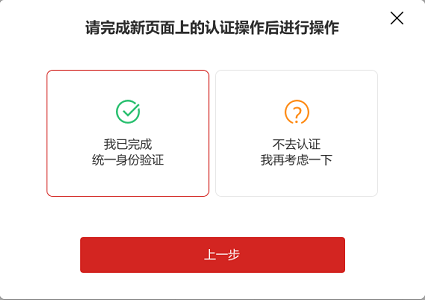 请完成新页面上的认证操作后进行操作
我已完成
统一身份验证
不去认证
我再考虑一下
上一步